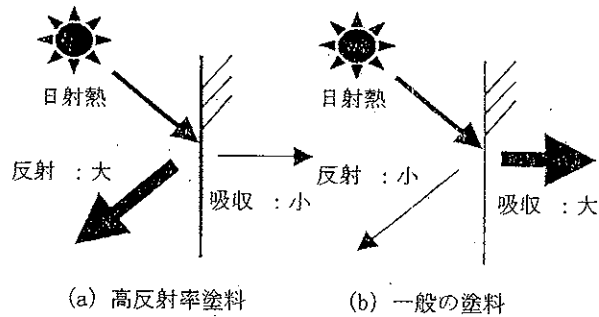 日射熱
反射 : 大
吸収 : 小
(a) 高反射率塗料
日射熱
反射 : 小
吸収 : 大
(b) 一般の塗料